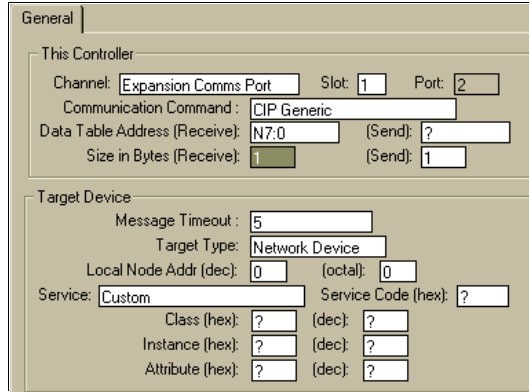 General
This Controller
Channel: Expansion Comms Port Slot: 1 Port: 2
Communication Command : CIP Generic
Data Table Address (Receive): N7:0 (Send): ?
Size in Bytes (Receive): 1 (Send): 1
Target Device
Message Timeout : 5
Target Type: Network Device
Local Node Addr (dec): 0 (octal): 0
Service: Custom Service Code (hex): ?
Class (hex): ? (dec): ?
Instance (hex): ? (dec): ?
Attribute (hex): ? (dec): ?